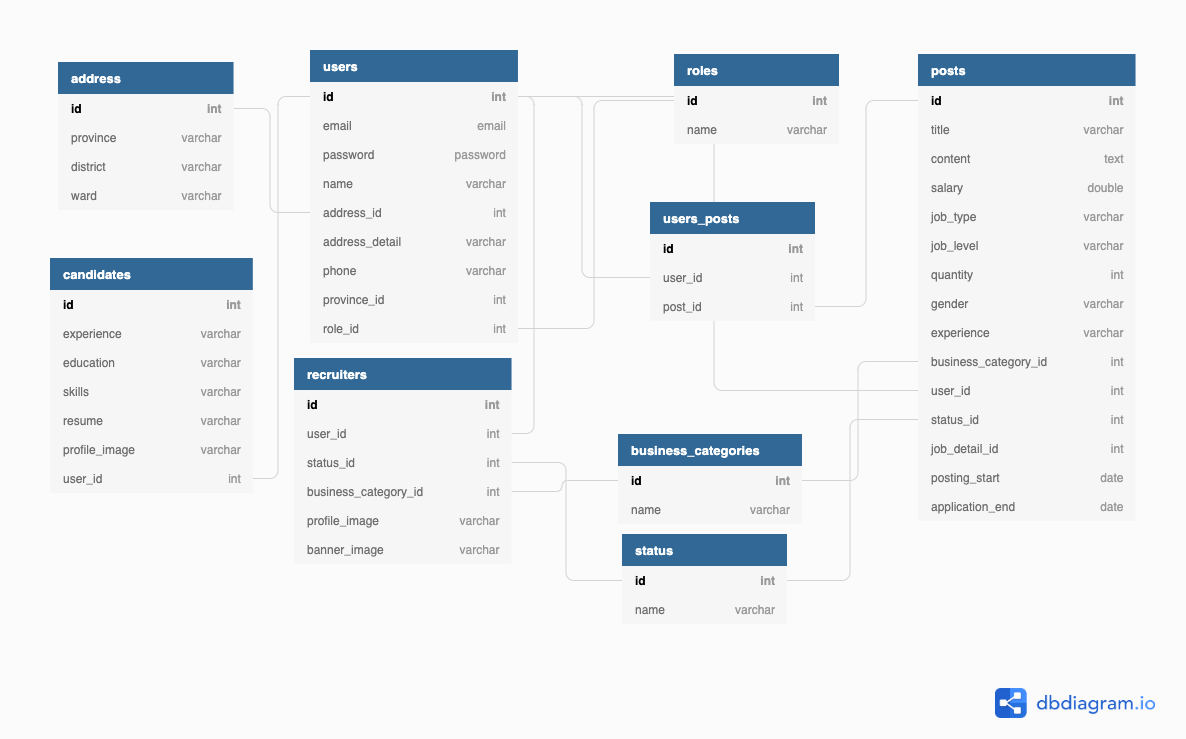 address
id int
province varchar
district varchar
ward varchar
users
id int
email email
password password
name varchar
address_id int
address_detail varchar
phone varchar
province_id int
role_id int
roles
id int
name varchar
posts
id int
title varchar
content text
salary double
job_type varchar
job_level varchar
quantity int
gender varchar
experience varchar
business_category_id int
user_id int
status_id int
job_detail_id int
posting_start date
application_end date
users_posts
id int
user_id int
post_id int
candidates
id int
experience varchar
education varchar
skills varchar
resume varchar
profile_image varchar
user_id int
recruiters
id int
user_id int
status_id int
business_category_id int
profile_image varchar
banner_image varchar
business_categories
id int
name varchar
status
id int
name varchar
dbdiagram.io